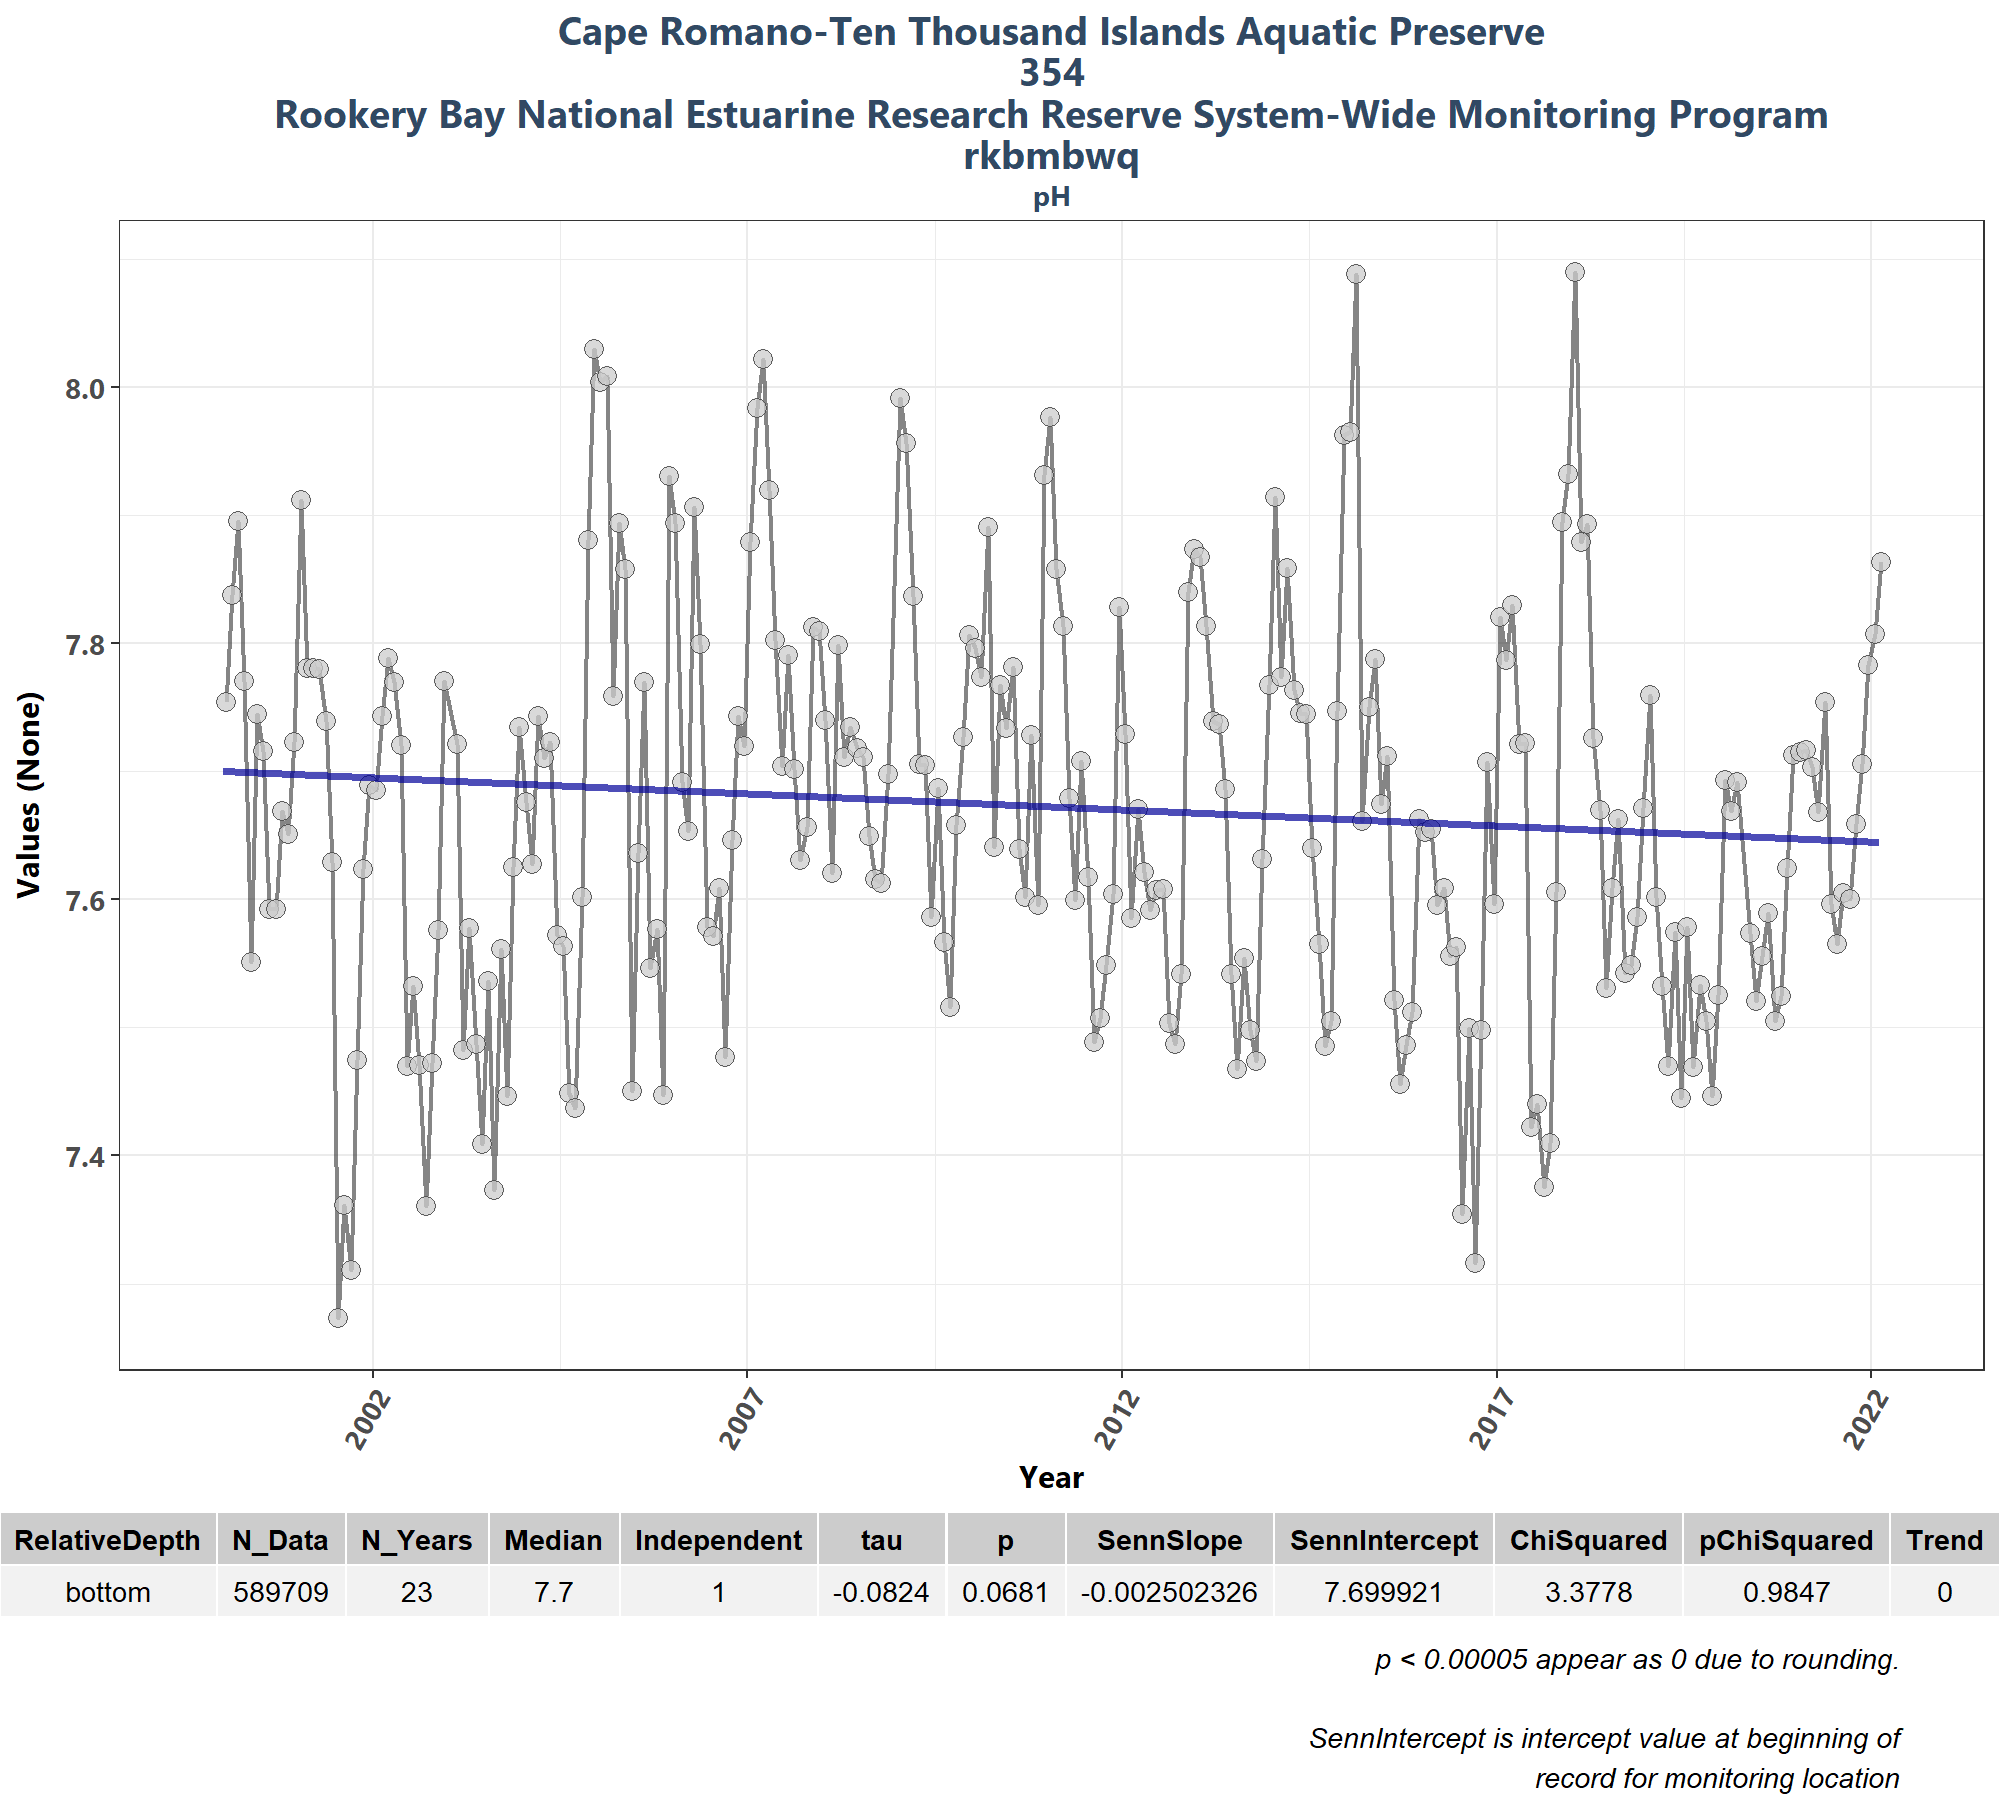 Cape Romano-Ten Thousand Islands Aquatic Preserve
354
Rookery Bay National Estuarine Research Reserve System-Wide Monitoring Program
rkbmbwq
pH
Values (None)
8.0
7.8
7.6
7.4
2002 2007 2012 2017 2022
Year
RelativeDepth N_Data N_Years Median Independent tau p SennSlope SennIntercept ChiSquared pChiSquared Trend
bottom 589709 23 7.7 1 -0.0824 0.0681 -0.002502326 7.699921 3.3778 0.9847 0
p < 0.00005 appear as 0 due to rounding.
SennIntercept is intercept value at beginning of
record for monitoring location